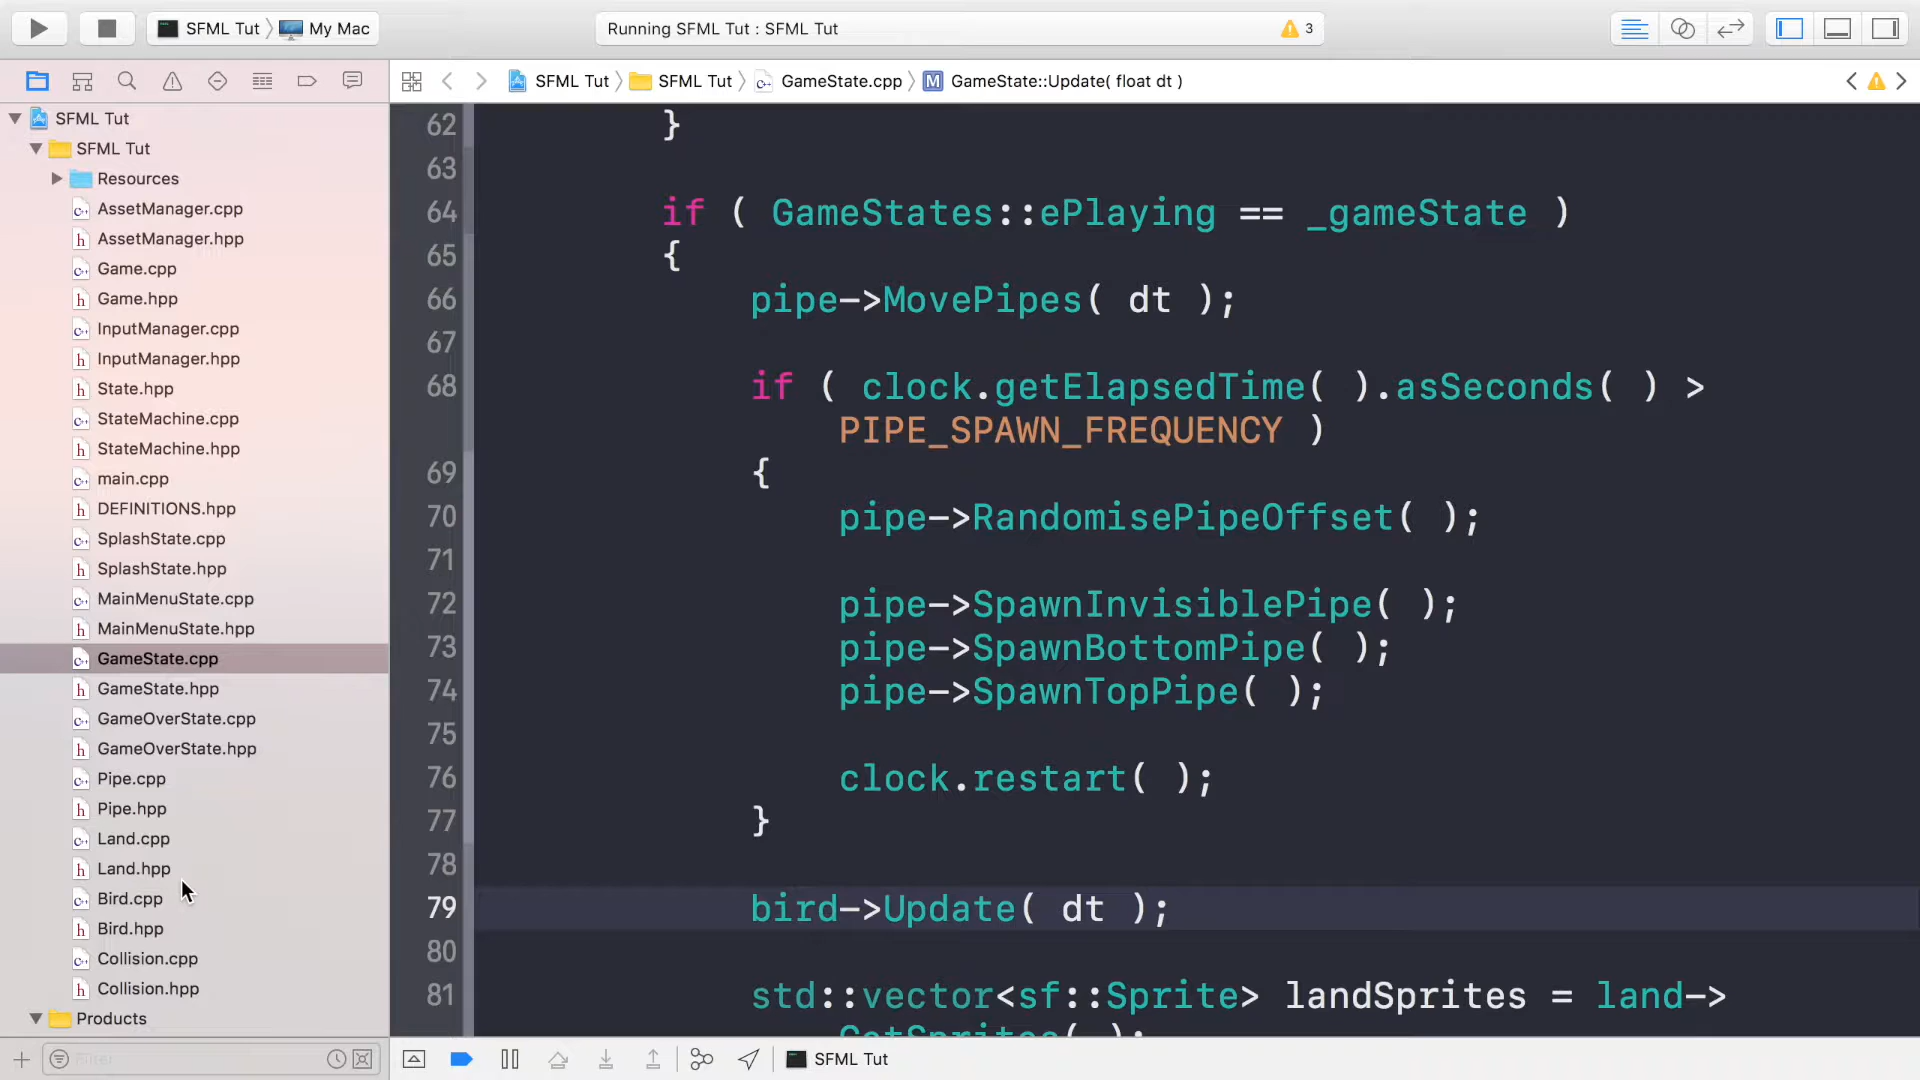 SFML Tut My Mac
Running SFML Tut : SFML Tut
3
SFML Tut SFML Tut GameState.cpp M GameState::Update( float dt )
SFML Tut
SFML Tut
Resources
AssetManager.cpp
AssetManager.hpp
Game.cpp
Game.hpp
InputManager.cpp
InputManager.hpp
State.hpp
StateMachine.cpp
StateMachine.hpp
main.cpp
DEFINITIONS.hpp
SplashState.cpp
SplashState.hpp
MainMenuState.cpp
MainMenuState.hpp
GameState.cpp
GameState.hpp
GameOverState.cpp
GameOverState.hpp
Pipe.cpp
Pipe.hpp
Land.cpp
Land.hpp
Bird.cpp
Bird.hpp
Collision.cpp
Collision.hpp
Products
Filter
62 }
63
64 if ( GameStates::ePlaying == _gameState )
65 {
66 pipe->MovePipes( dt );
67
68 if ( clock.getElapsedTime( ).asSeconds( ) >
PIPE_SPAWN_FREQUENCY )
69 {
70 pipe->RandomisePipeOffset( );
71
72 pipe->SpawnInvisiblePipe( );
73 pipe->SpawnBottomPipe( );
74 pipe->SpawnTopPipe( );
75
76 clock.restart( );
77 }
78
79 bird->Update( dt );
80
81 std::vector<sf::Sprite> landSprites = land->
GetSprites( );
SFML Tut